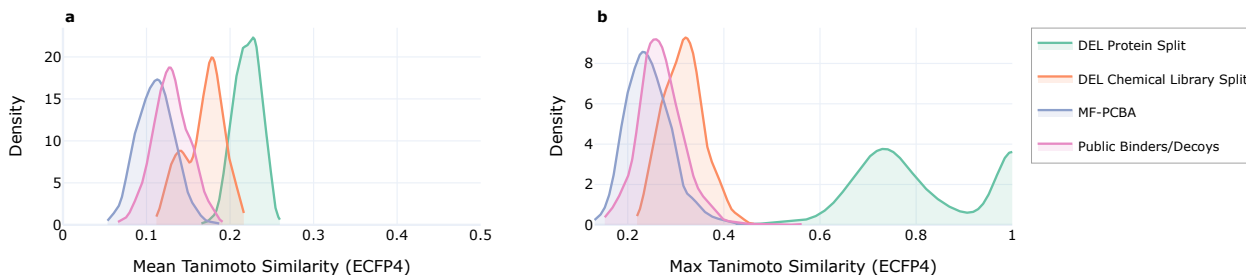 a
Density
20
15
10
5
0
0
0.1
0.2
0.3
0.4
0.5
Mean Tanimoto Similarity (ECFP4)
b
Density
8
6
4
2
0
0.2
0.4
0.6
0.8
1
Max Tanimoto Similarity (ECFP4)
DEL Protein Split
DEL Chemical Library Split
MF-PCBA
Public Binders/Decoys